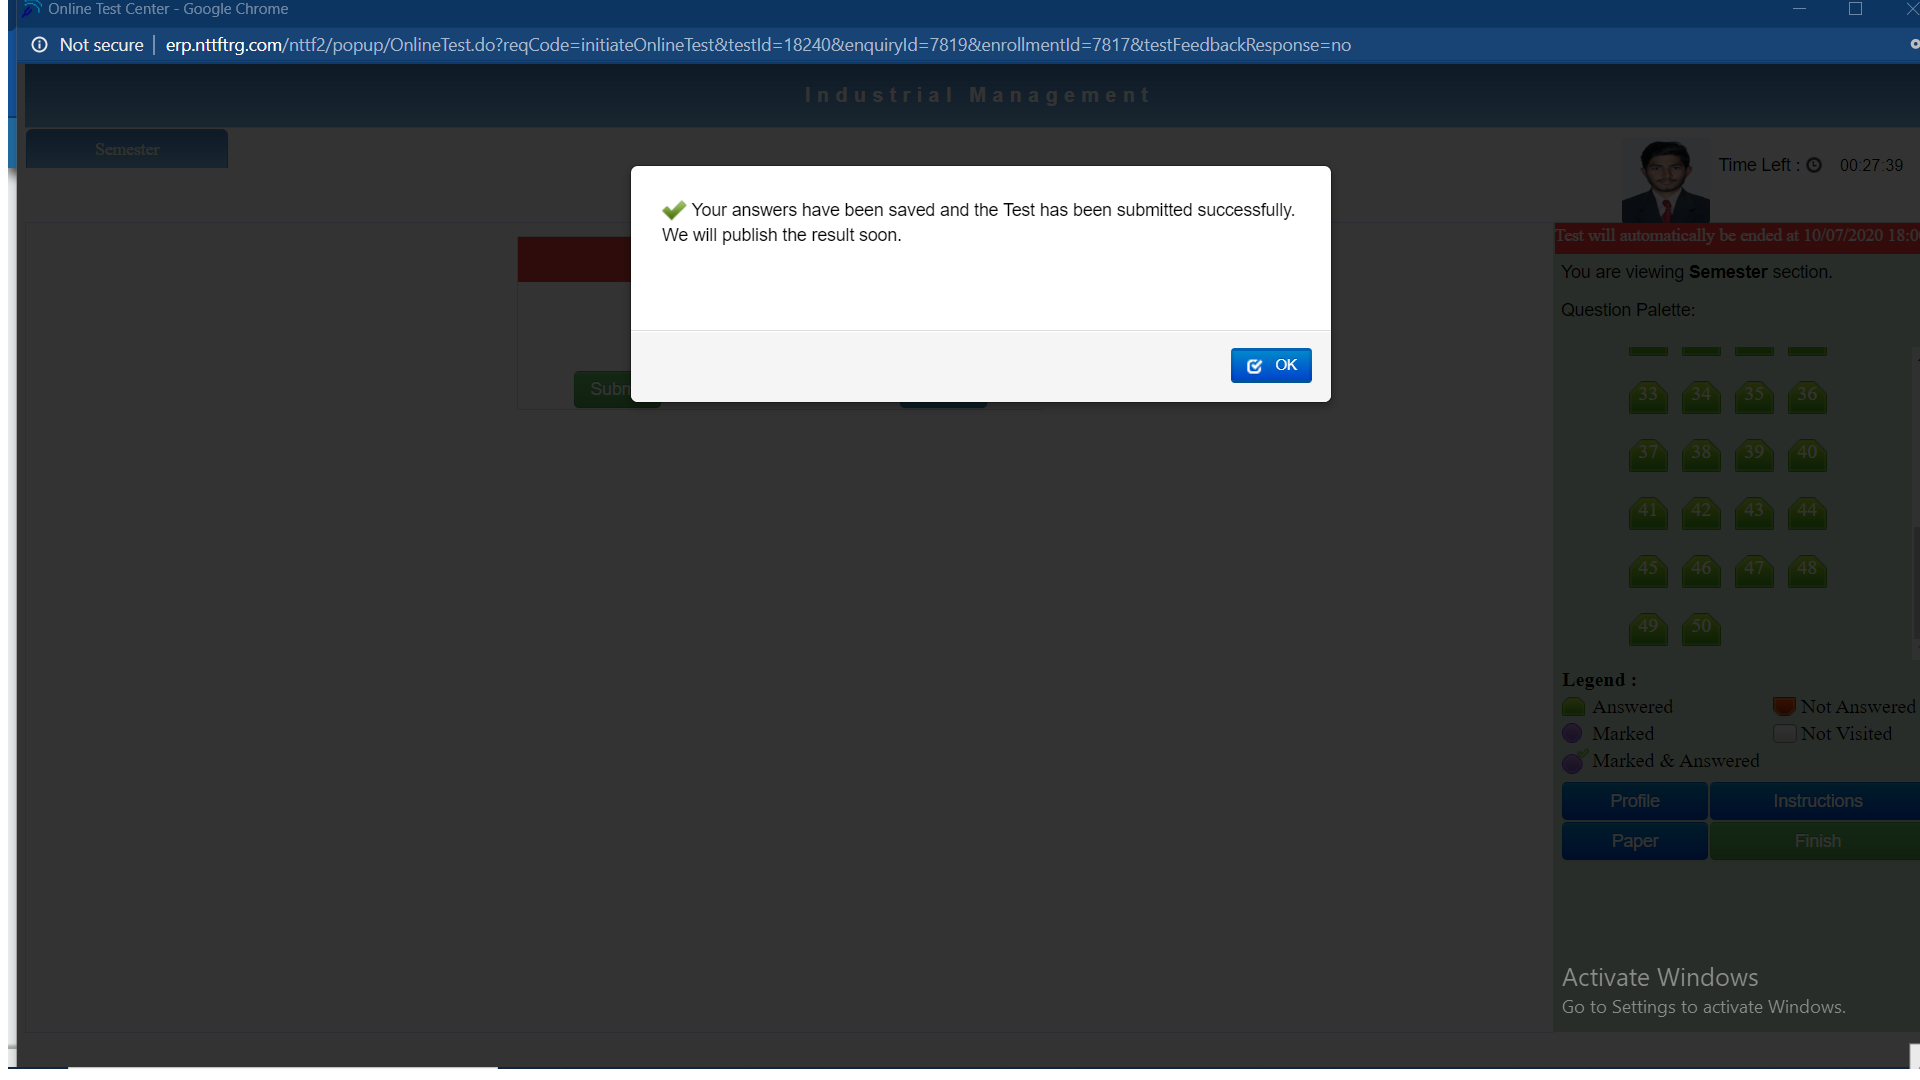 Online Test Center - Google Chrome
Not secure | erp.nttftrg.com/nttf2/popup/OnlineTest.do?reqCode=initiateOnlineTest&testId=18240&enquiryId=7819&enrollmentId=7817&testFeedbackResponse=no
Industrial Management
Semester
Time Left : 00:27:39
Your answers have been saved and the Test has been submitted successfully.
We will publish the result soon.
OK
Test will automatically be ended at 10/07/2020 18:0
You are viewing Semester section.
Question Palette:
33 34 35 36
37 38 39 40
41 42 43 44
45 46 47 48
49 50
Legend :
Answered Not Answered
Marked Not Visited
Marked & Answered
Profile Instructions
Paper Finish
Activate Windows
Go to Settings to activate Windows.